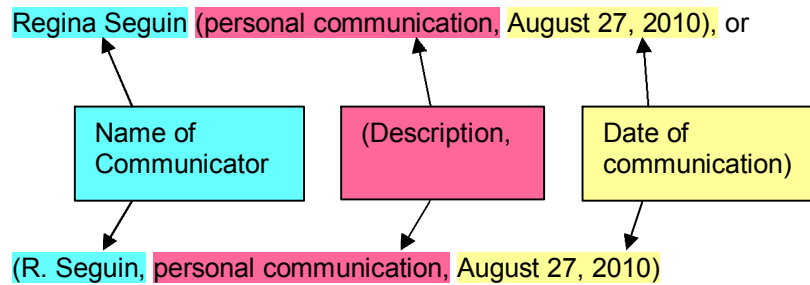 Regina Seguin (personal communication, August 27, 2010), or
Name of
Communicator
(Description,
Date of
communication)
(R. Seguin, personal communication, August 27, 2010)